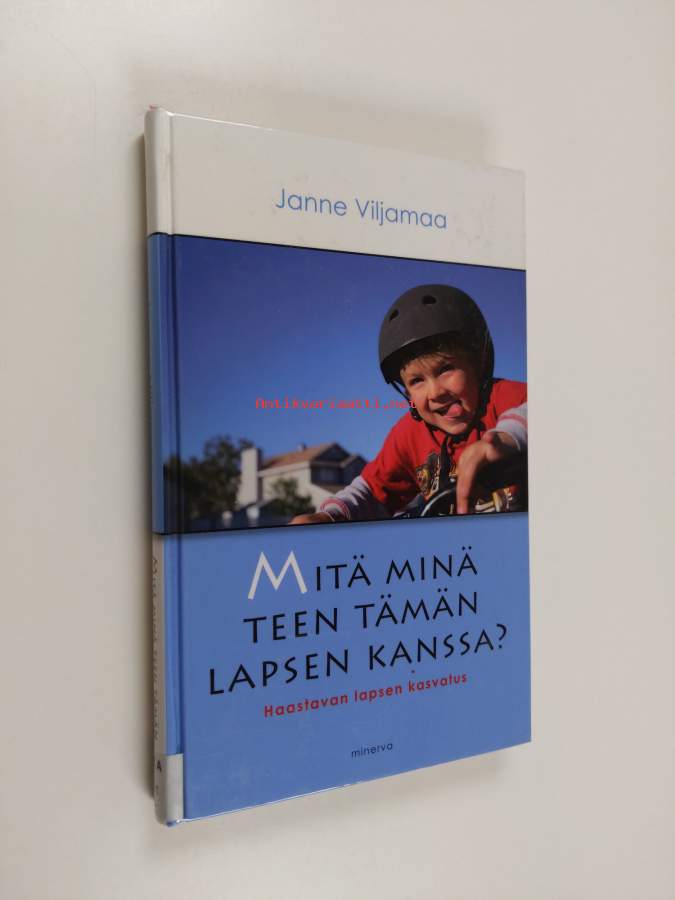 Janne Viljamaa
Antikvariaatti.net
MITÄ MINÄ
TEEN TÄMÄN
LAPSEN KANSSA?
Haastavan lapsen kasvatus
minerva
A